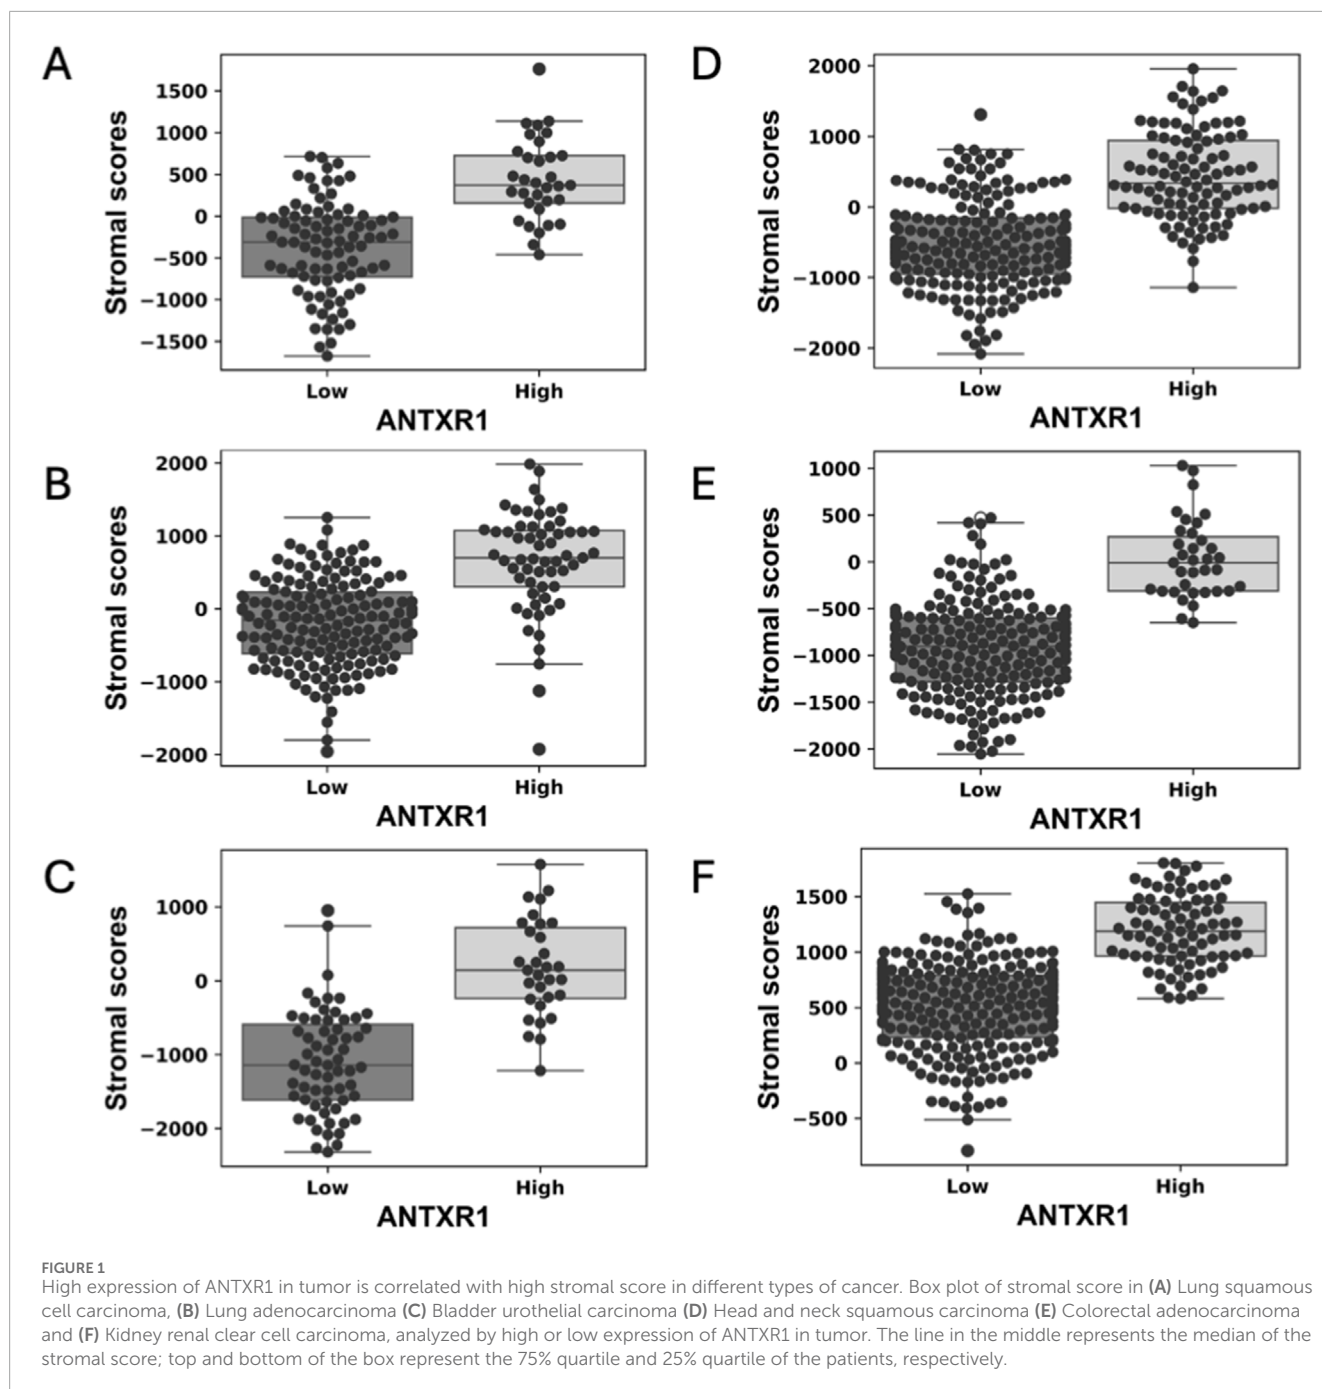 A
Stromal scores
1500
1000
500
0
−500
−1000
−1500
Low
High
ANTXR1
D
Stromal scores
2000
1000
0
−1000
−2000
Low
High
ANTXR1
B
Stromal scores
2000
1000
0
−1000
−2000
Low
High
ANTXR1
E
Stromal scores
1000
500
0
−500
−1000
−1500
−2000
Low
High
ANTXR1
C
Stromal scores
1000
0
−1000
−2000
Low
High
ANTXR1
F
Stromal scores
1500
1000
500
0
−500
Low
High
ANTXR1
FIGURE 1
High expression of ANTXR1 in tumor is correlated with high stromal score in different types of cancer. Box plot of stromal score in (A) Lung squamous
cell carcinoma, (B) Lung adenocarcinoma (C) Bladder urothelial carcinoma (D) Head and neck squamous carcinoma (E) Colorectal adenocarcinoma
and (F) Kidney renal clear cell carcinoma, analyzed by high or low expression of ANTXR1 in tumor. The line in the middle represents the median of the
stromal score; top and bottom of the box represent the 75% quartile and 25% quartile of the patients, respectively.